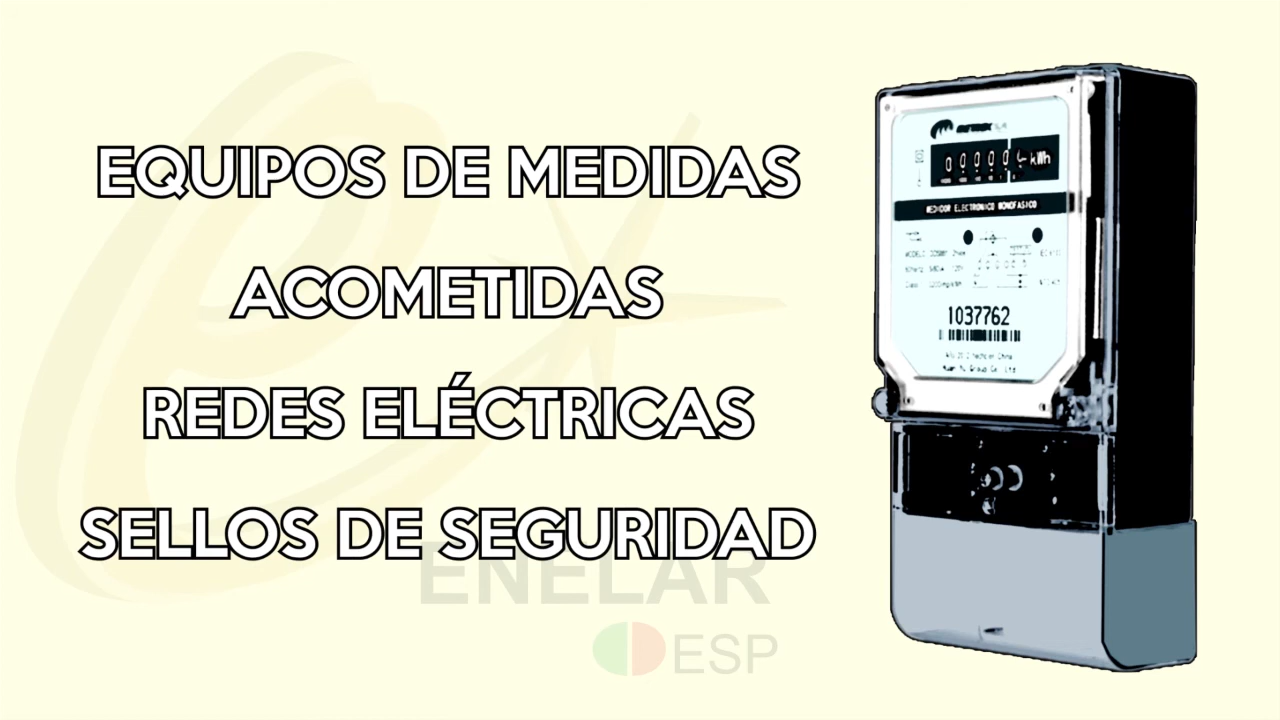 EQUIPOS DE MEDIDAS
ACOMETIDAS
REDES ELÉCTRICAS
SELLOS DE SEGURIDAD
ENELAR
ESP
kWh
MEDIDOR ELECTRONICO MONOFASICO
1037762